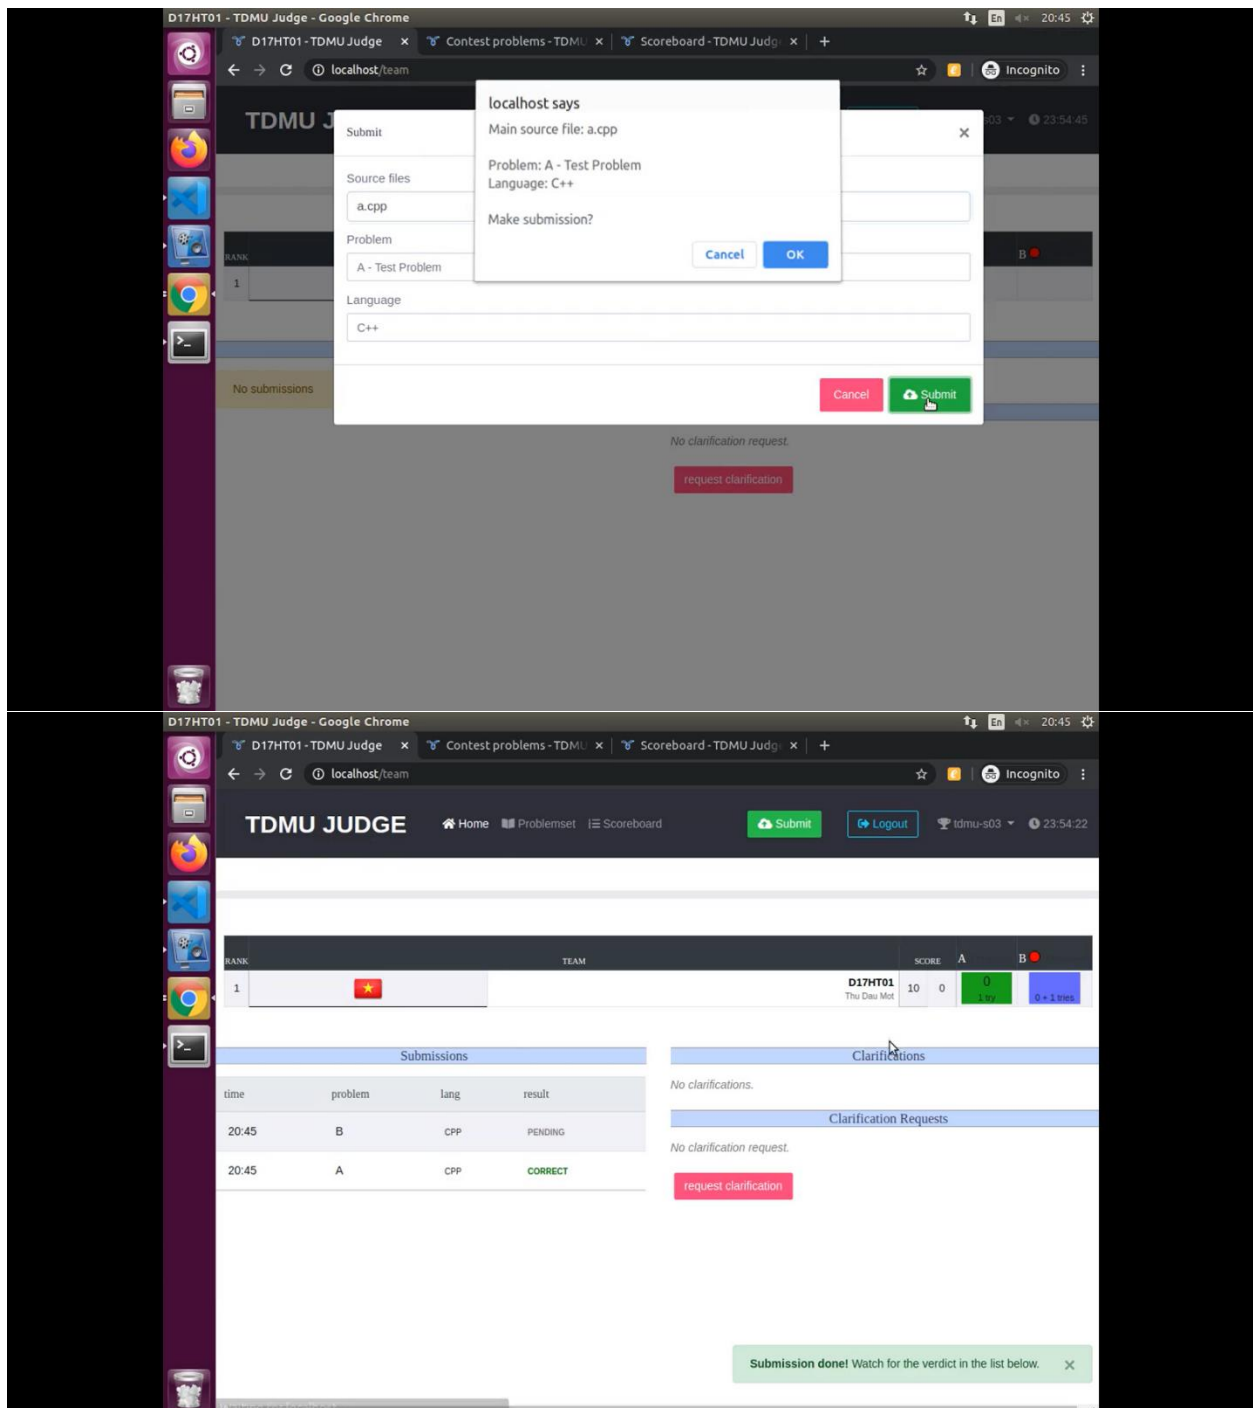 D17HT01 - TDMU Judge - Google Chrome
En
20:45
D17HT01 - TDMU Judge
Contest problems - TDMU
Scoreboard - TDMU Judge
localhost/team
Incognito
TDMU J
s03
23:54:45
localhost says
Main source file: a.cpp
Problem: A - Test Problem
Language: C++
Make submission?
Cancel
OK
Submit
Source files
a.cpp
Problem
A - Test Problem
Language
C++
Cancel
Submit
RANK
B
1
No submissions
No clarification request.
request clarification
D17HT01 - TDMU Judge - Google Chrome
En
20:45
D17HT01 - TDMU Judge
Contest problems - TDMU
Scoreboard - TDMU Judg
localhost/team
Incognito
TDMU JUDGE
Home
Problemset
Scoreboard
Submit
Logout
tdmu-s03
23:54:22
RANK TEAM SCORE A B
1 D17HT01 10 0 0
Thu Dau Mot 1 try 0 + 1 tries
Submissions
time problem lang result
20:45 B CPP PENDING
20:45 A CPP CORRECT
Clarifications
No clarifications.
Clarification Requests
No clarification request.
request clarification
Submission done! Watch for the verdict in the list below.